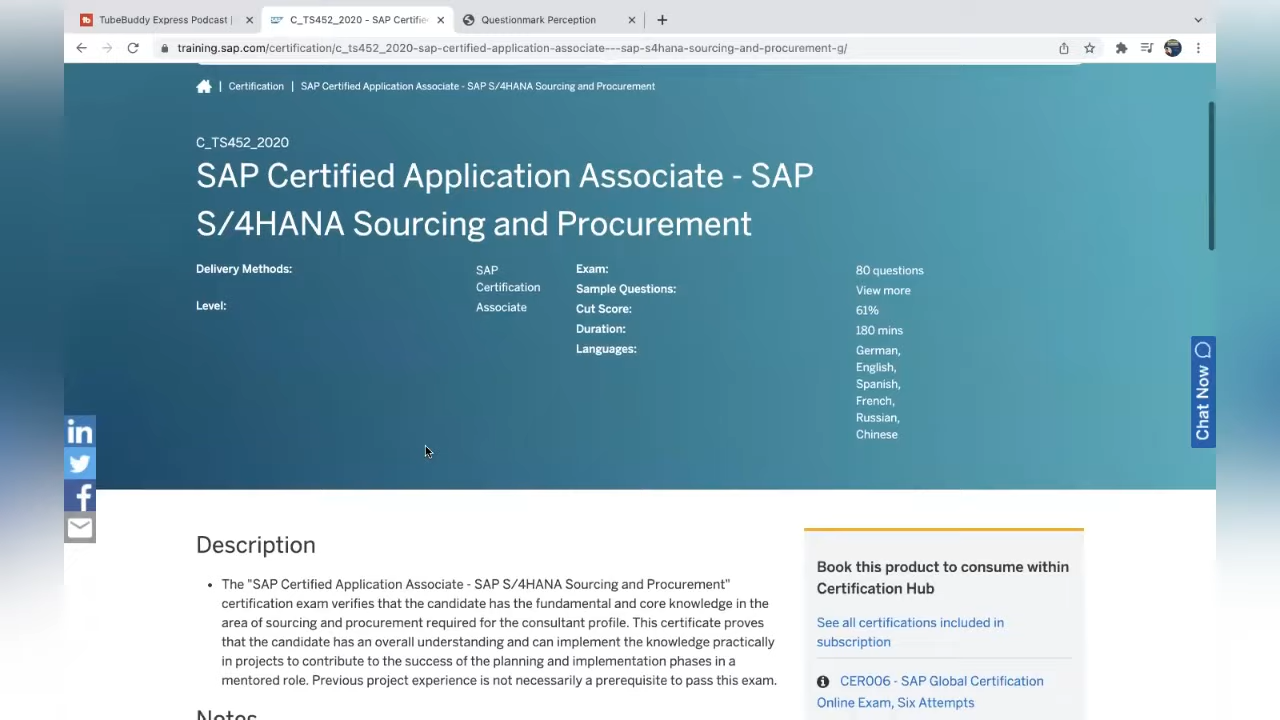 TubeBuddy Express Podcast |
C_TS452_2020 - SAP Certifie
Questionmark Perception
training.sap.com/certification/c_ts452_2020-sap-certified-application-associate---sap-s4hana-sourcing-and-procurement-g/
| Certification | SAP Certified Application Associate - SAP S/4HANA Sourcing and Procurement
C_TS452_2020
SAP Certified Application Associate - SAP
S/4HANA Sourcing and Procurement
Delivery Methods:
SAP
Certification
Level:
Associate
Exam:
80 questions
Sample Questions:
View more
Cut Score:
61%
Duration:
180 mins
Languages:
German,
English,
Spanish,
French,
Russian,
Chinese
Chat Now
in
f
Description
• The "SAP Certified Application Associate - SAP S/4HANA Sourcing and Procurement"
certification exam verifies that the candidate has the fundamental and core knowledge in the
area of sourcing and procurement required for the consultant profile. This certificate proves
that the candidate has an overall understanding and can implement the knowledge practically
in projects to contribute to the success of the planning and implementation phases in a
mentored role. Previous project experience is not necessarily a prerequisite to pass this exam.
Notes
Book this product to consume within
Certification Hub
See all certifications included in
subscription
CER006 - SAP Global Certification
Online Exam, Six Attempts